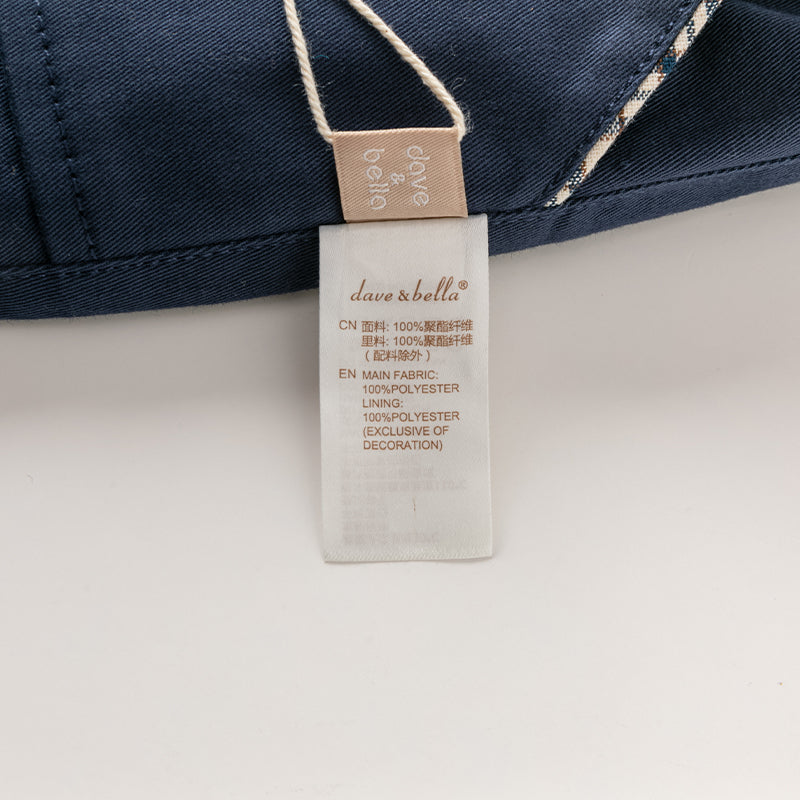 dave
&
bella
dave & bella®
CN 面料: 100%聚酯纤维
里料: 100%聚酯纤维
(配料除外)
EN MAIN FABRIC:
100%POLYESTER
LINING:
100%POLYESTER
(EXCLUSIVE OF
DECORATION)